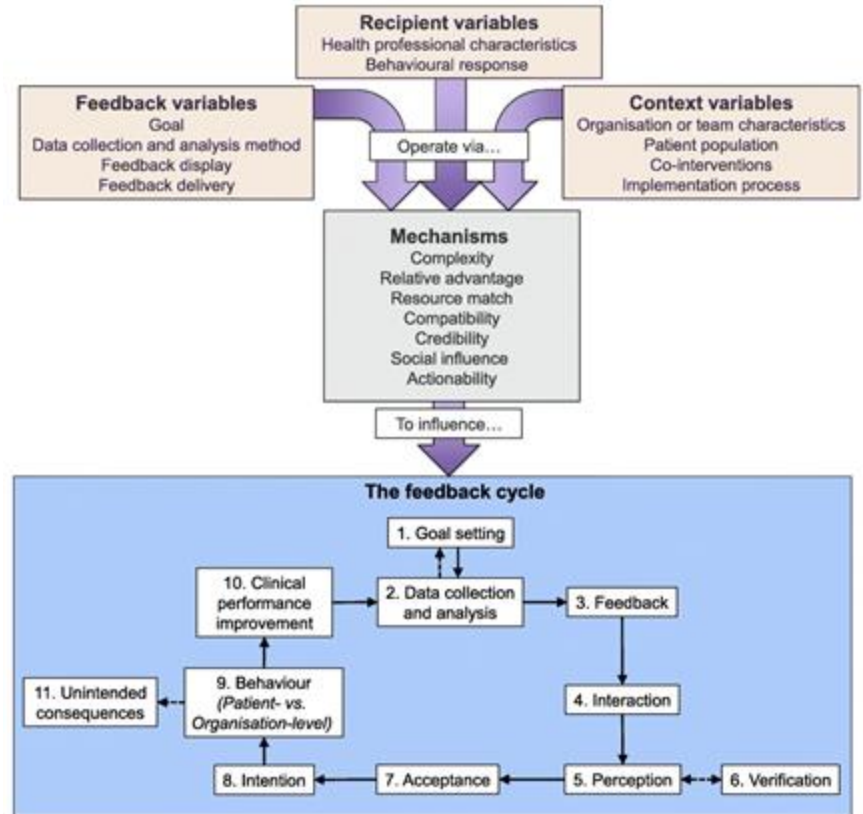 Recipient variables
Health professional characteristics
Behavioural response
Feedback variables
Goal
Data collection and analysis method
Feedback display
Feedback delivery
Context variables
Organisation or team characteristics
Patient population
Co-interventions
Implementation process
Operate via…
Mechanisms
Complexity
Relative advantage
Resource match
Compatibility
Credibility
Social influence
Actionability
To influence…
The feedback cycle
1. Goal setting
2. Data collection
and analysis
3. Feedback
4. Interaction
5. Perception
6. Verification
7. Acceptance
8. Intention
9. Behaviour
(Patient- vs.
Organisation-level)
10. Clinical
performance
improvement
11. Unintended
consequences